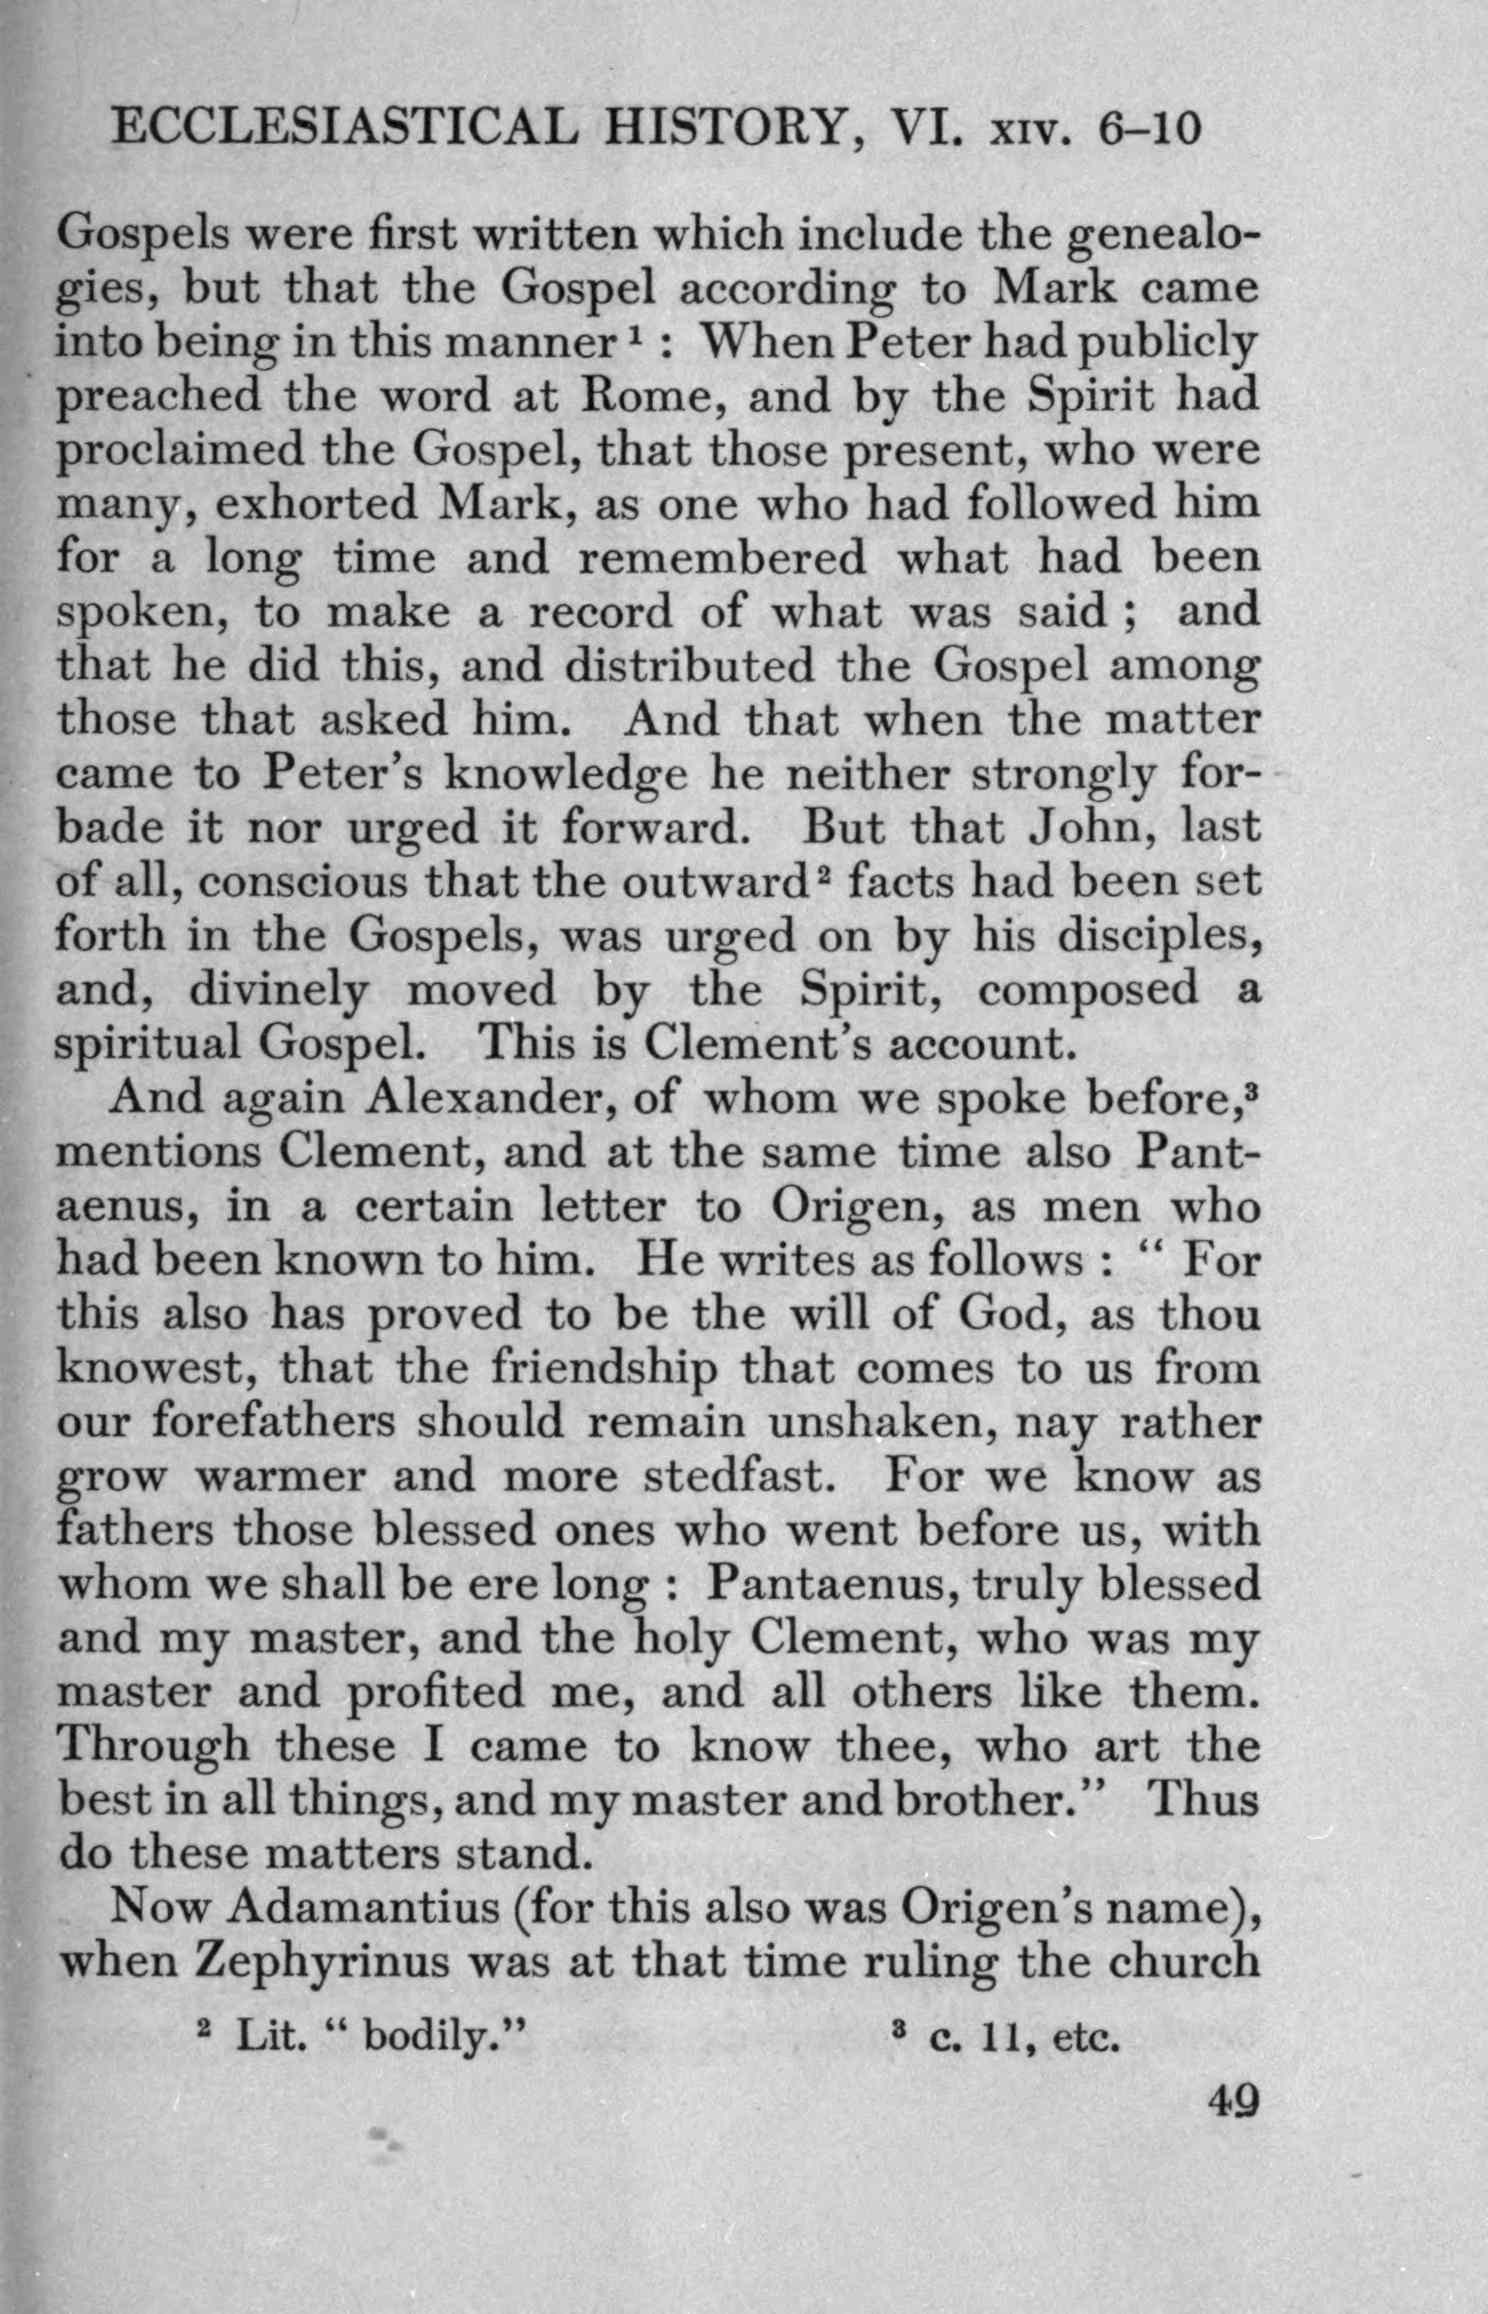 ECCLESIASTICAL HISTORY, VI. xiv. 6–10
Gospels were first written which include the genealo-
gies, but that the Gospel according to Mark came
into being in this manner ¹ : When Peter had publicly
preached the word at Rome, and by the Spirit had
proclaimed the Gospel, that those present, who were
many, exhorted Mark, as one who had followed him
for a long time and remembered what had been
spoken, to make a record of what was said ; and
that he did this, and distributed the Gospel among
those that asked him. And that when the matter
came to Peter's knowledge he neither strongly for-
bade it nor urged it forward. But that John, last
of all, conscious that the outward ² facts had been set
forth in the Gospels, was urged on by his disciples,
and, divinely moved by the Spirit, composed a
spiritual Gospel. This is Clement's account.
And again Alexander, of whom we spoke before,³
mentions Clement, and at the same time also Pant-
aenus, in a certain letter to Origen, as men who
had been known to him. He writes as follows : “ For
this also has proved to be the will of God, as thou
knowest, that the friendship that comes to us from
our forefathers should remain unshaken, nay rather
grow warmer and more stedfast. For we know as
fathers those blessed ones who went before us, with
whom we shall be ere long : Pantaenus, truly blessed
and my master, and the holy Clement, who was my
master and profited me, and all others like them.
Through these I came to know thee, who art the
best in all things, and my master and brother.” Thus
do these matters stand.
Now Adamantius (for this also was Origen's name),
when Zephyrinus was at that time ruling the church
² Lit. “ bodily.” ³ c. 11, etc.
49